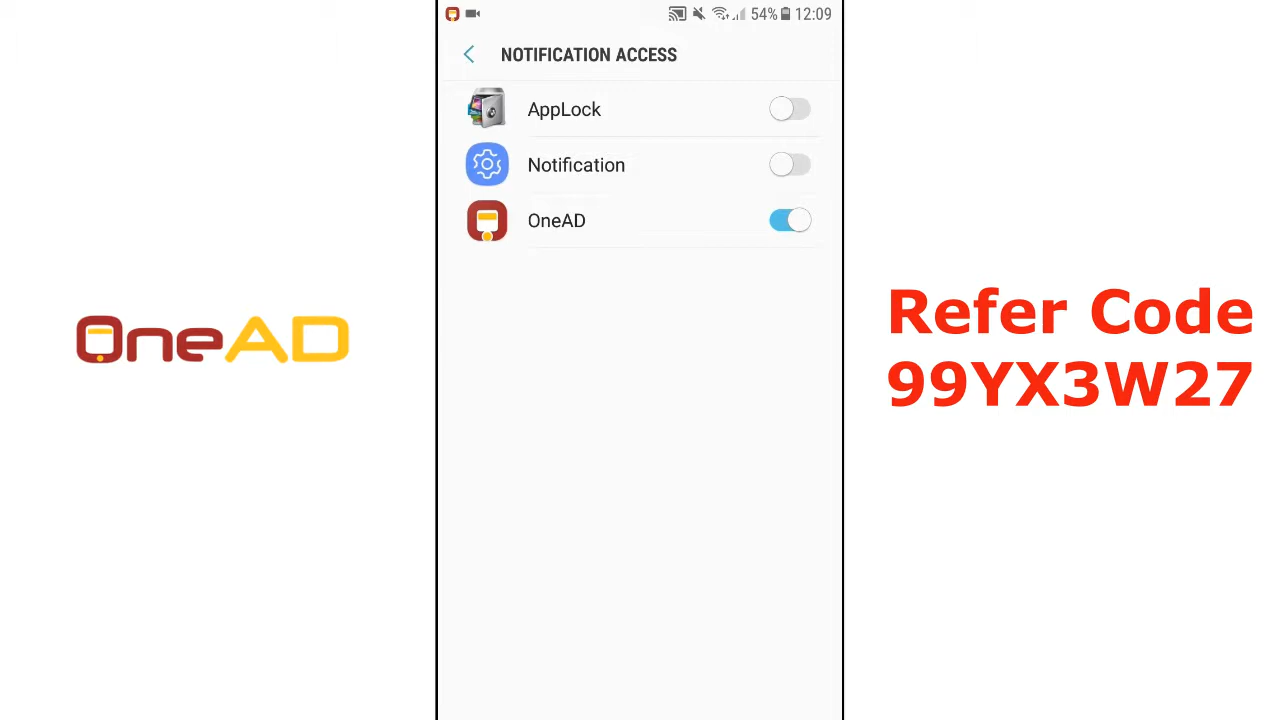 54% 12:09
NOTIFICATION ACCESS
AppLock
Notification
OneAD
OneAD
Refer Code
99YX3W27